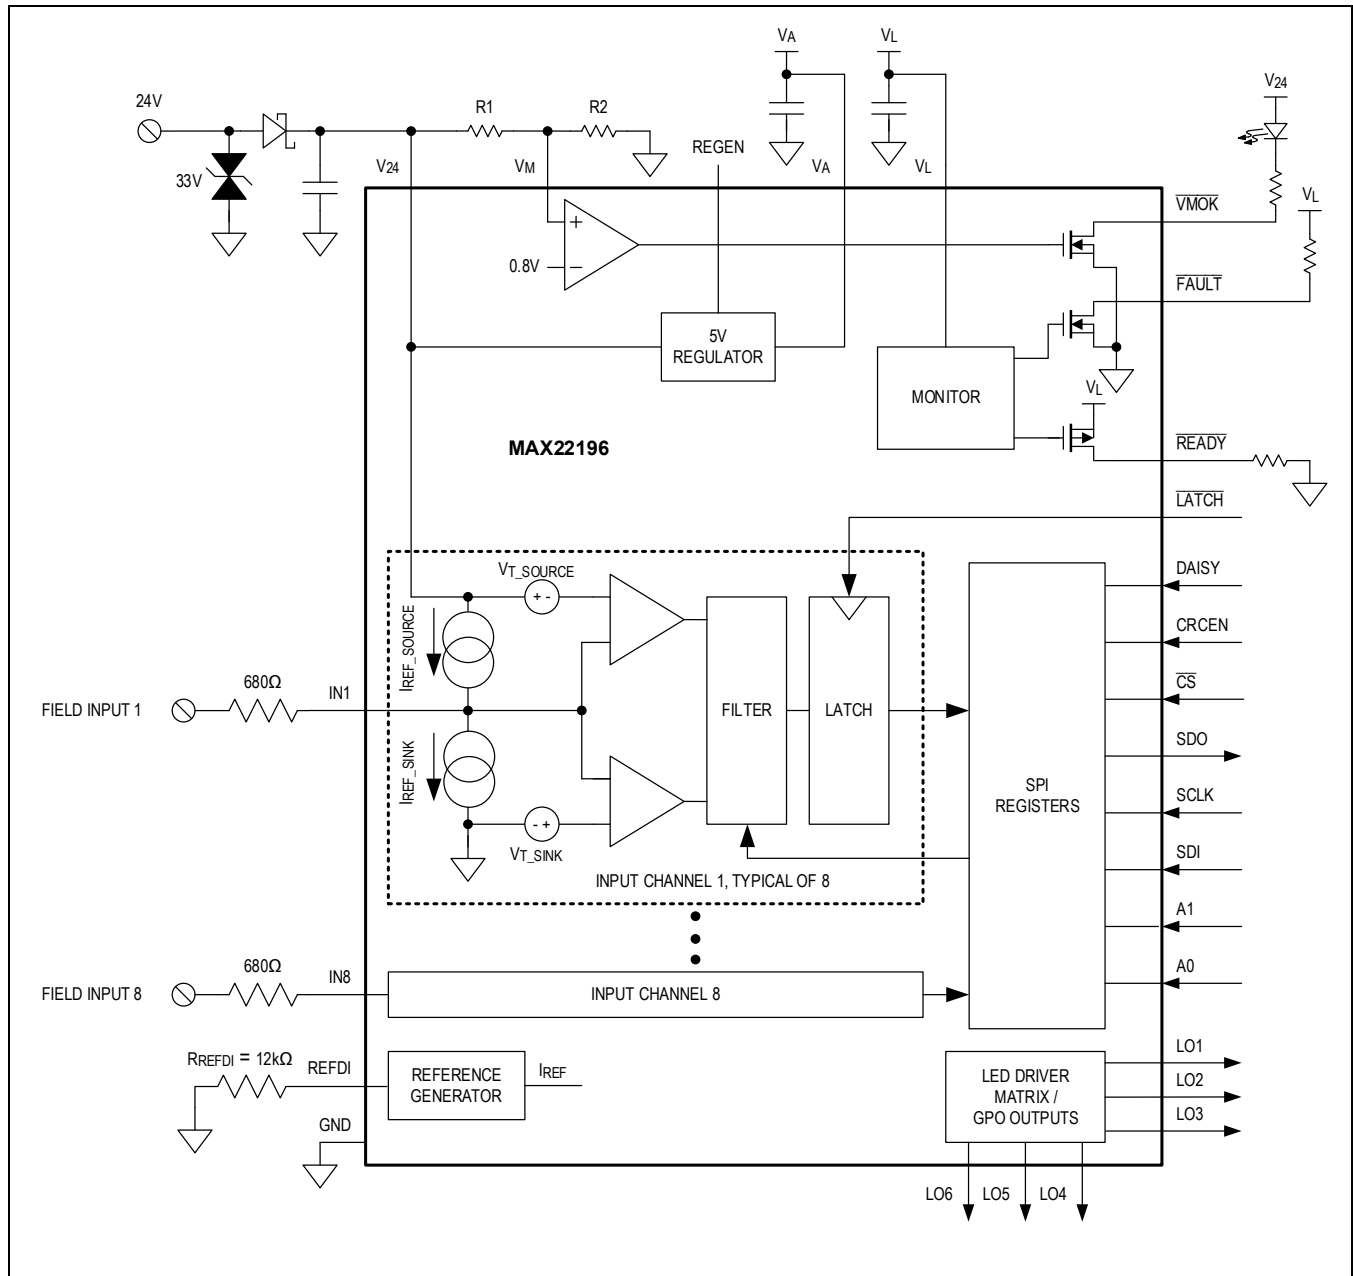 24V
R1
R2
VA
VL
V24
33V
V24
VM
REGEN
VA
VL
VMOK
VL
+
0.8V
−
FAULT
5V
REGULATOR
MONITOR
VL
MAX22196
READY
LATCH
VT_SOURCE
+ -
IREF_SOURCE
DAISY
CRCEN
680Ω
FIELD INPUT 1
IN1
FILTER
LATCH
CS
SDO
IREF_SINK
SPI
REGISTERS
SCLK
- +
VT_SINK
SDI
INPUT CHANNEL 1, TYPICAL OF 8
A1
680Ω
FIELD INPUT 8
IN8
INPUT CHANNEL 8
A0
RREFDI = 12kΩ
REFDI
REFERENCE
GENERATOR
IREF
LED DRIVER
MATRIX /
GPO OUTPUTS
LO1
LO2
LO3
GND
LO6
LO5
LO4